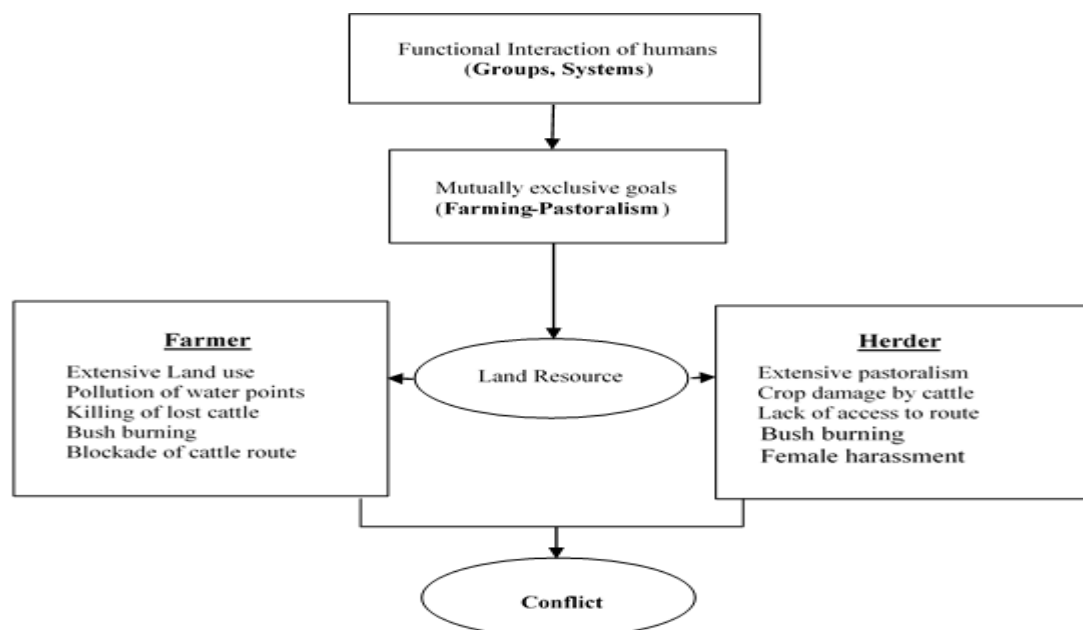 Functional Interaction of humans
(Groups, Systems)
Mutually exclusive goals
(Farming-Pastoralism )
Farmer
Extensive Land use
Pollution of water points
Killing of lost cattle
Bush burning
Blockade of cattle route
Land Resource
Herder
Extensive pastoralism
Crop damage by cattle
Lack of access to route
Bush burning
Female harassment
Conflict